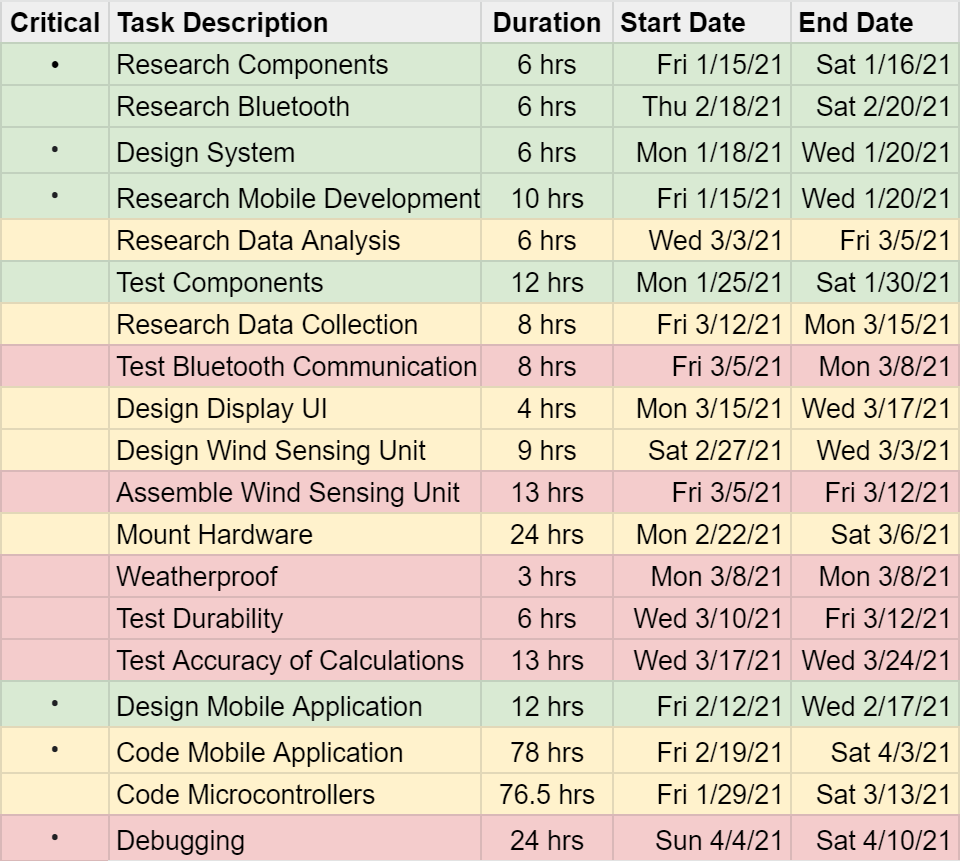 Critical Task Description Duration Start Date End Date
• Research Components 6 hrs Fri 1/15/21 Sat 1/16/21
Research Bluetooth 6 hrs Thu 2/18/21 Sat 2/20/21
• Design System 6 hrs Mon 1/18/21 Wed 1/20/21
• Research Mobile Development 10 hrs Fri 1/15/21 Wed 1/20/21
Research Data Analysis 6 hrs Wed 3/3/21 Fri 3/5/21
Test Components 12 hrs Mon 1/25/21 Sat 1/30/21
Research Data Collection 8 hrs Fri 3/12/21 Mon 3/15/21
Test Bluetooth Communication 8 hrs Fri 3/5/21 Mon 3/8/21
Design Display UI 4 hrs Mon 3/15/21 Wed 3/17/21
Design Wind Sensing Unit 9 hrs Sat 2/27/21 Wed 3/3/21
Assemble Wind Sensing Unit 13 hrs Fri 3/5/21 Fri 3/12/21
Mount Hardware 24 hrs Mon 2/22/21 Sat 3/6/21
Weatherproof 3 hrs Mon 3/8/21 Mon 3/8/21
Test Durability 6 hrs Wed 3/10/21 Fri 3/12/21
Test Accuracy of Calculations 13 hrs Wed 3/17/21 Wed 3/24/21
• Design Mobile Application 12 hrs Fri 2/12/21 Wed 2/17/21
• Code Mobile Application 78 hrs Fri 2/19/21 Sat 4/3/21
Code Microcontrollers 76.5 hrs Fri 1/29/21 Sat 3/13/21
• Debugging 24 hrs Sun 4/4/21 Sat 4/10/21